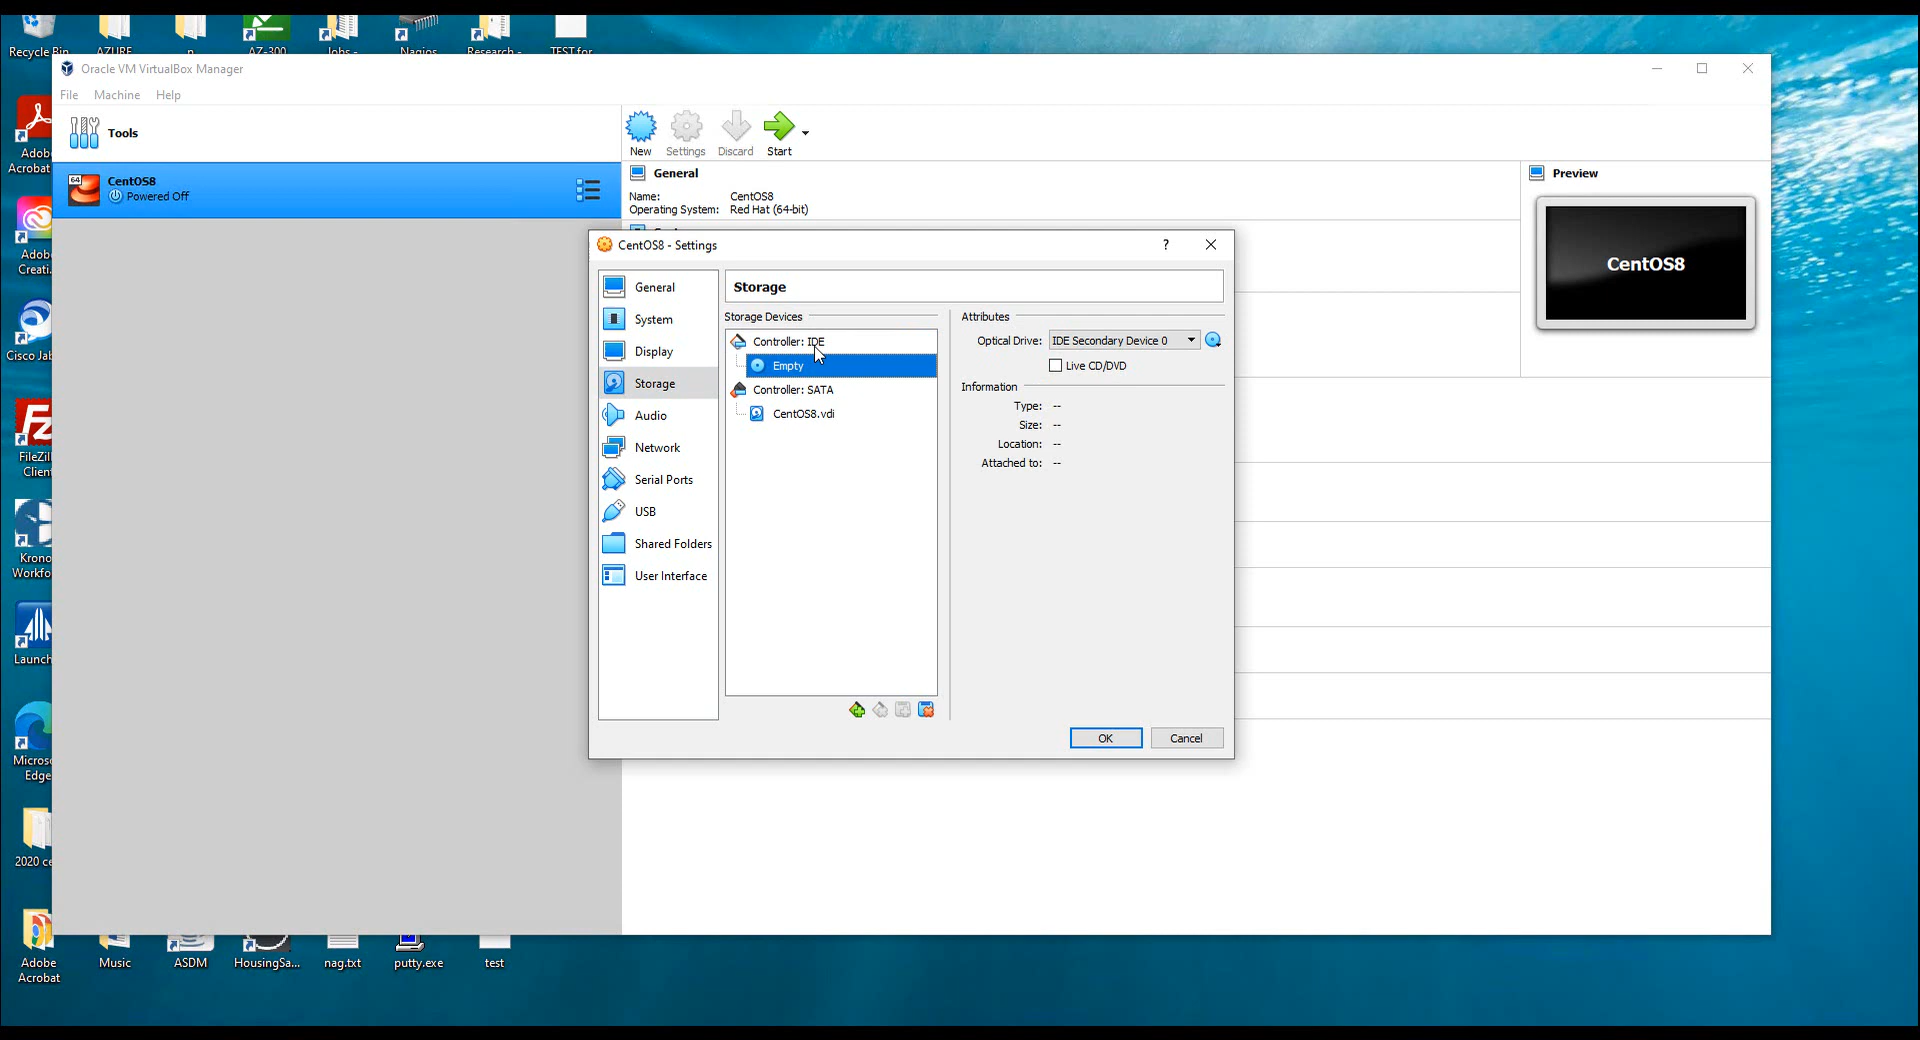 Recycle Bin
AZURE
n
AZ-300
Jobs -
Nagios
Research -
TEST for
Oracle VM VirtualBox Manager
File Machine Help
Tools
New Settings Discard Start
CentOS8
Powered Off
64
General
Name: CentOS8
Operating System: Red Hat (64-bit)
Preview
CentOS8
CentOS8 - Settings
?
General
System
Display
Storage
Audio
Network
Serial Ports
USB
Shared Folders
User Interface
Storage
Storage Devices
Controller: IDE
Empty
Controller: SATA
CentOS8.vdi
Attributes
Optical Drive: IDE Secondary Device 0
Live CD/DVD
Information
Type: --
Size: --
Location: --
Attached to: --
OK Cancel
Adob
Acrobat
Adob
Creati...
Cisco Jab
FileZill
Client
Krono
Workfo
Launch
Micros
Edge
2020 ce
Adobe
Acrobat
Music
ASDM
HousingSa...
nag.txt
putty.exe
test